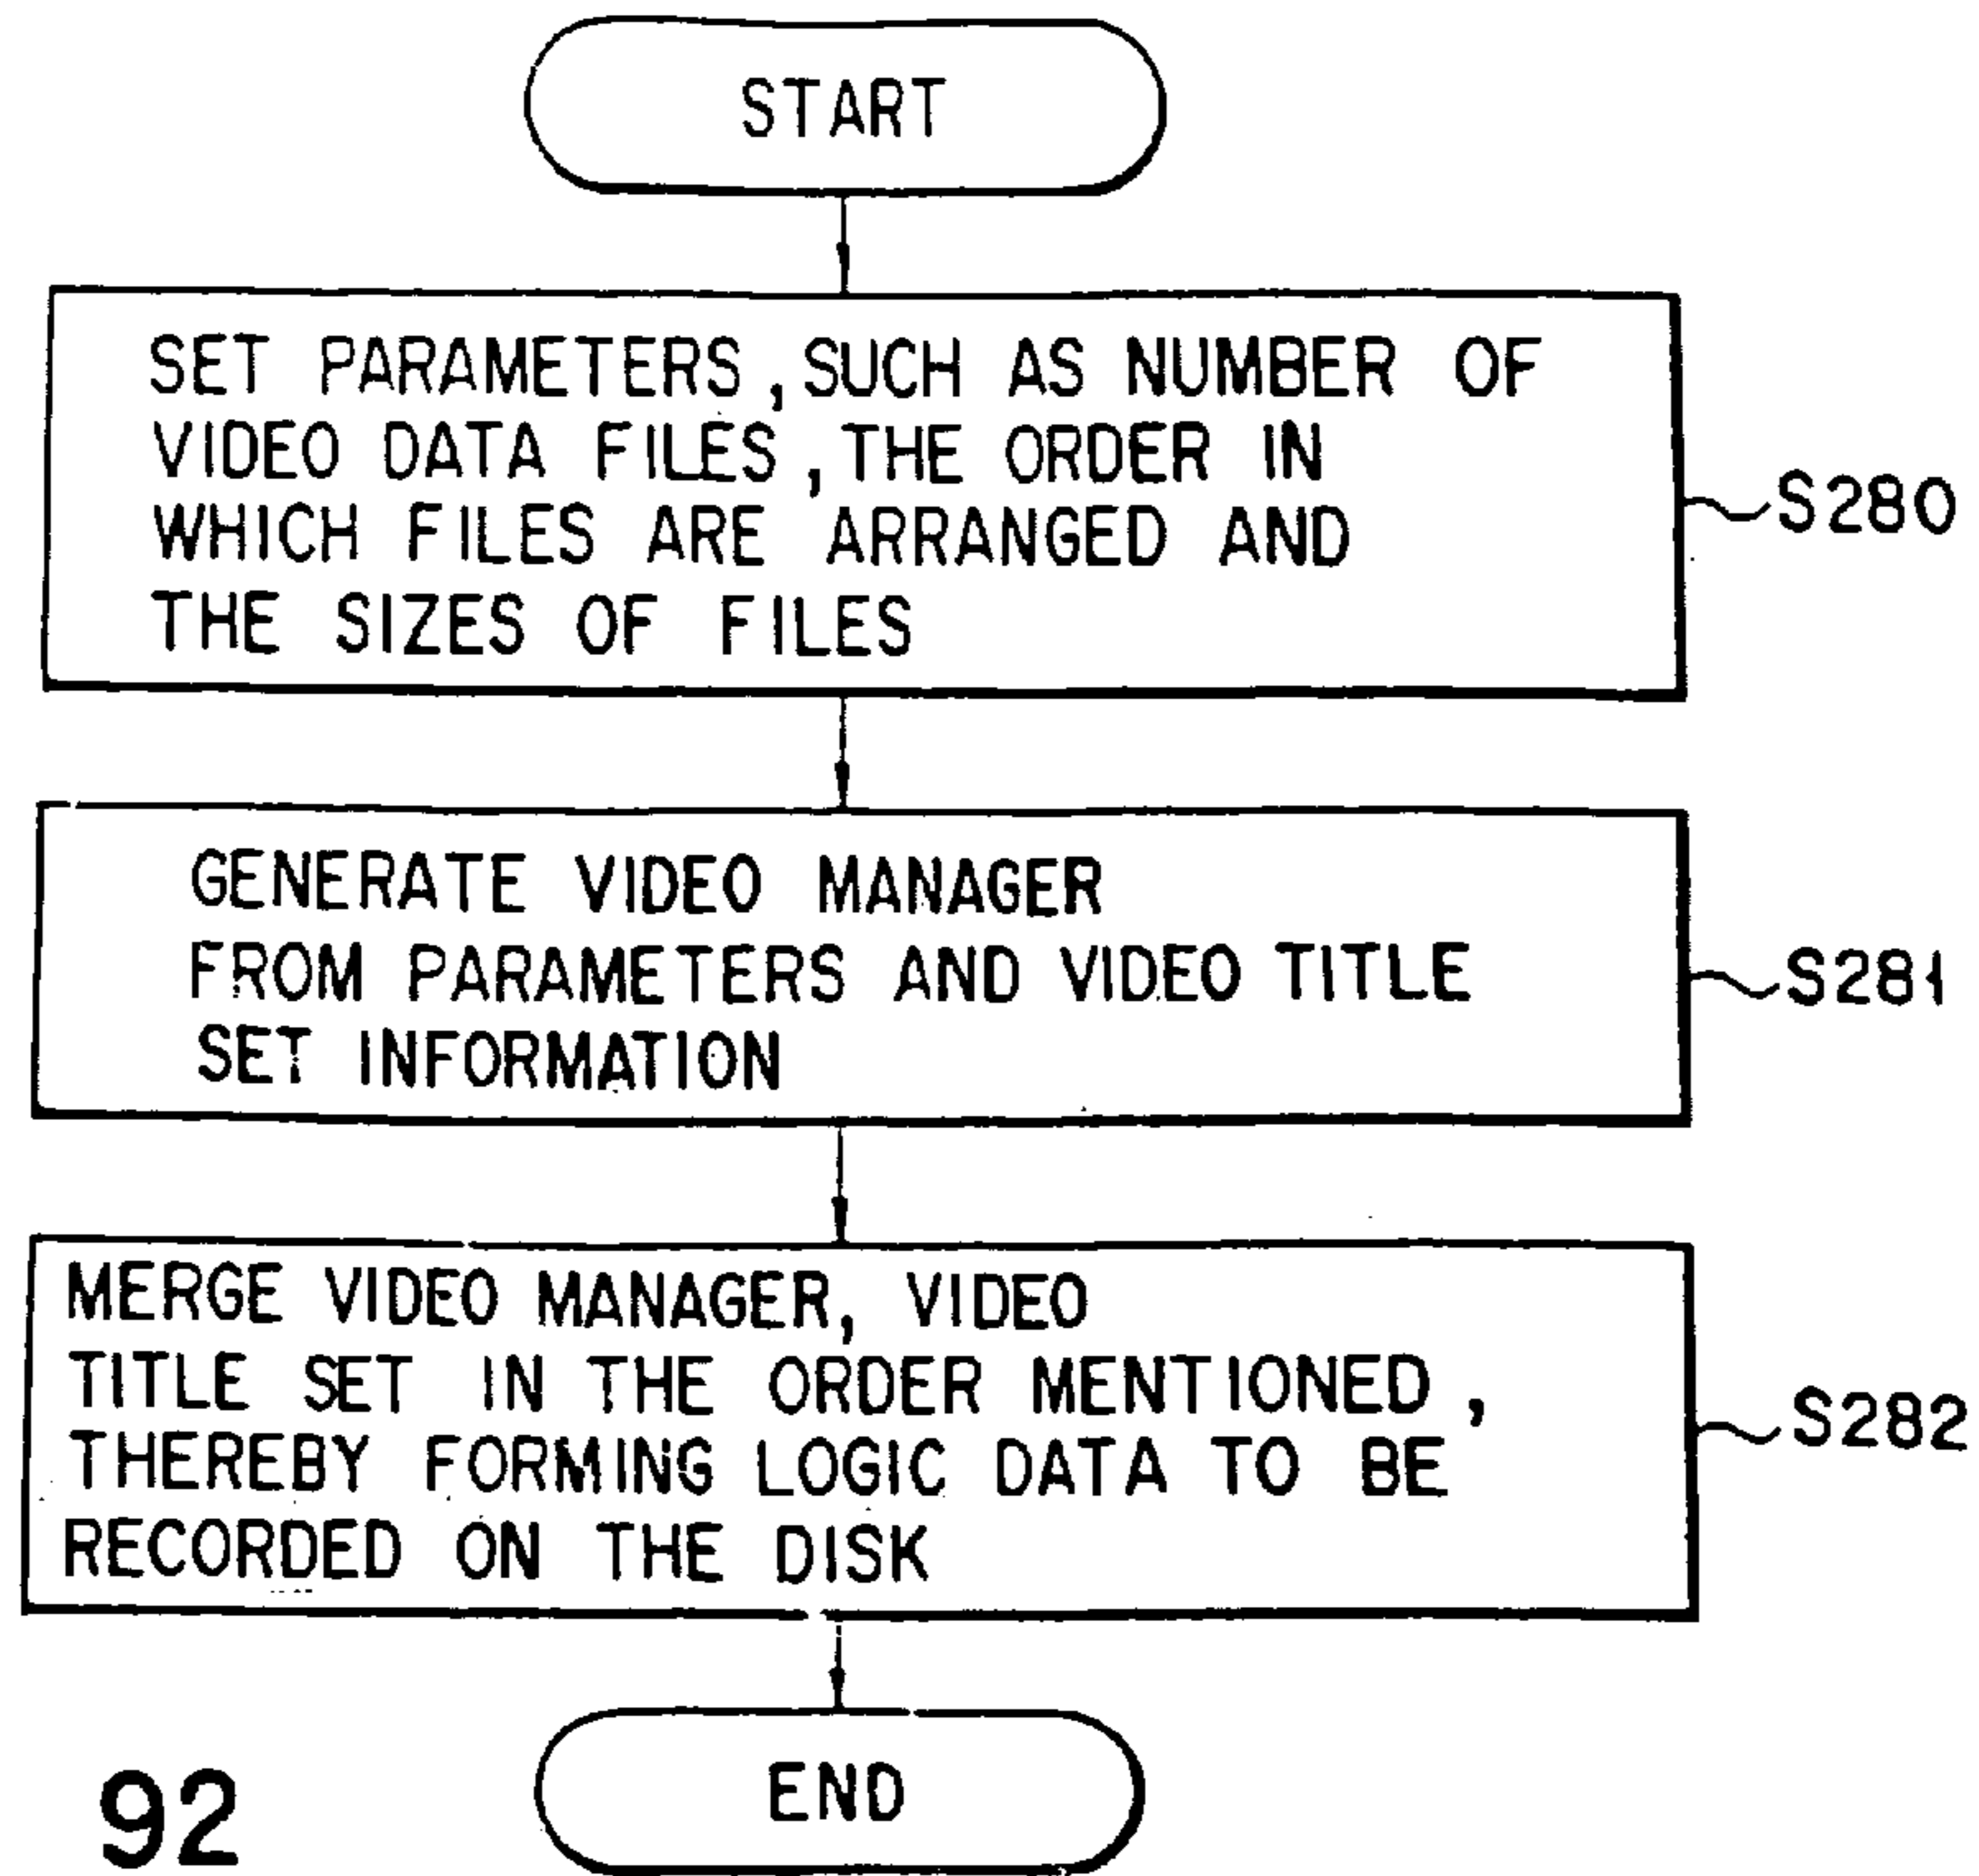 START
SET PARAMETERS, SUCH AS NUMBER OF
VIDEO DATA FILES, THE ORDER IN
WHICH FILES ARE ARRANGED AND
THE SIZES OF FILES
S280
GENERATE VIDEO MANAGER
FROM PARAMETERS AND VIDEO TITLE
SET INFORMATION
S281
MERGE VIDEO MANAGER, VIDEO
TITLE SET IN THE ORDER MENTIONED,
THEREBY FORMING LOGIC DATA TO BE
RECORDED ON THE DISK
S282
END
92